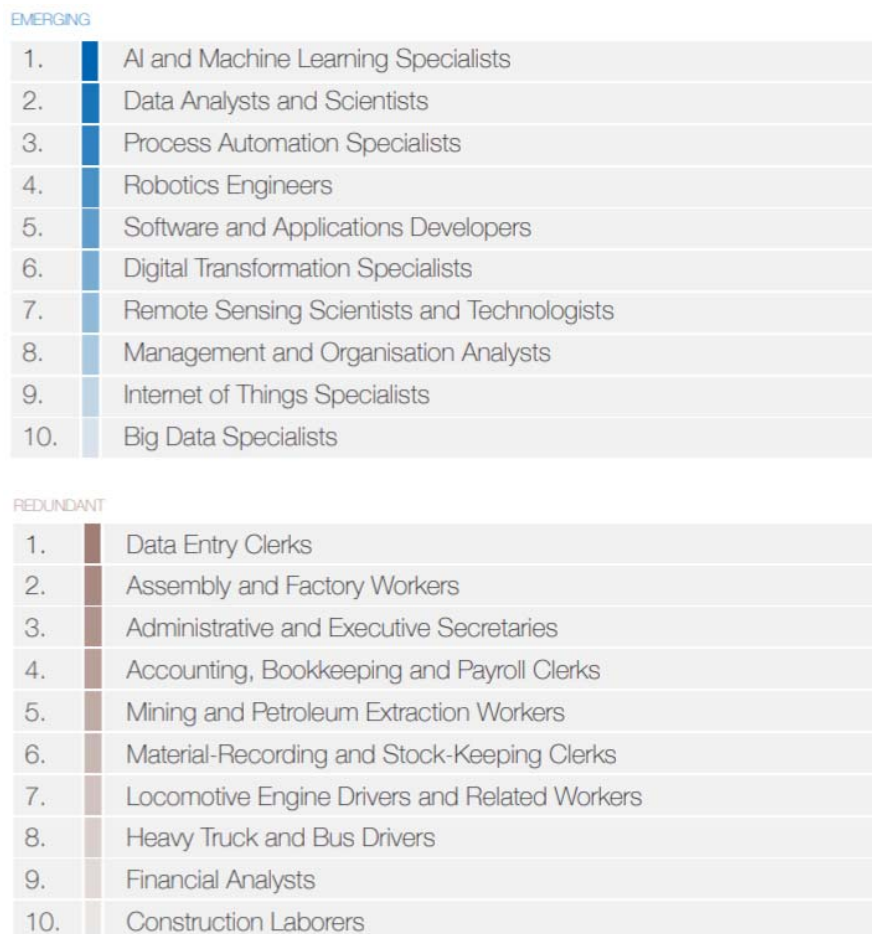 EMERGING
1. AI and Machine Learning Specialists
2. Data Analysts and Scientists
3. Process Automation Specialists
4. Robotics Engineers
5. Software and Applications Developers
6. Digital Transformation Specialists
7. Remote Sensing Scientists and Technologists
8. Management and Organisation Analysts
9. Internet of Things Specialists
10. Big Data Specialists
REDUNDANT
1. Data Entry Clerks
2. Assembly and Factory Workers
3. Administrative and Executive Secretaries
4. Accounting, Bookkeeping and Payroll Clerks
5. Mining and Petroleum Extraction Workers
6. Material-Recording and Stock-Keeping Clerks
7. Locomotive Engine Drivers and Related Workers
8. Heavy Truck and Bus Drivers
9. Financial Analysts
10. Construction Laborers